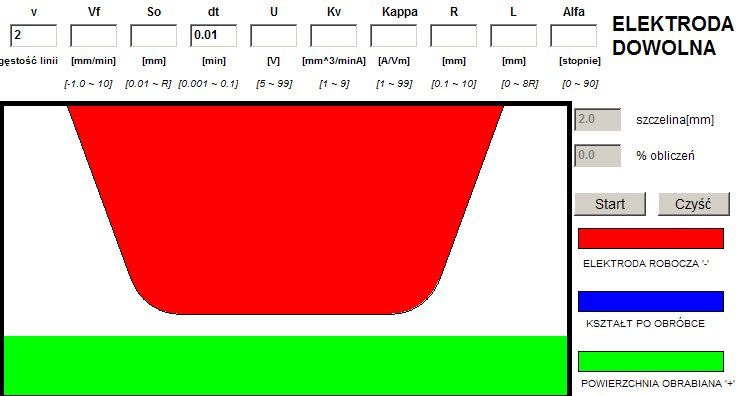 v Vf So dt U Kv Kappa R L Alfa
2 0.01
gęstość linii [mm/min] [mm] [min] [V] [mm^3/minA] [A/Vm] [mm] [mm] [stopnie]
[-1.0 ~ 10] [0.01 ~ R] [0.001 ~ 0.1] [5 ~ 99] [1 ~ 9] [1 ~ 99] [0.1 ~ 10] [0 ~ 8R] [0 ~ 90]
ELEKTRODA
DOWOLNA
2.0 szczelina[mm]
0.0 % obliczeń
Start Czyść
ELEKTRODA ROBOCZA '-'
KSZTAŁT PO OBRÓBCE
POWIERZCHNIA OBRABIANA '+'